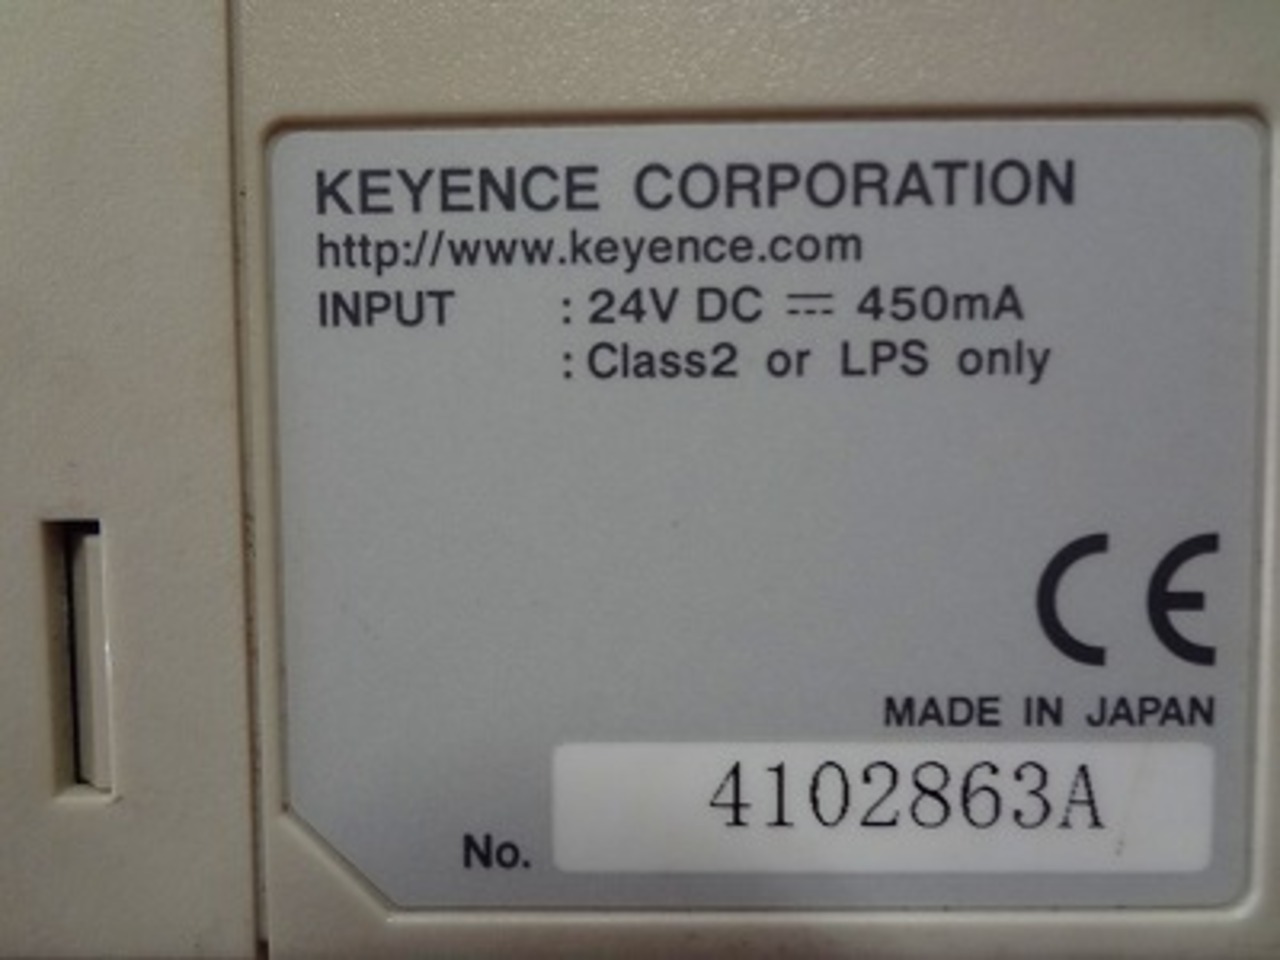 KEYENCE CORPORATION
http://www.keyence.com
INPUT : 24V DC ⎓ 450mA
: Class2 or LPS only
CE
MADE IN JAPAN
No. 4102863A